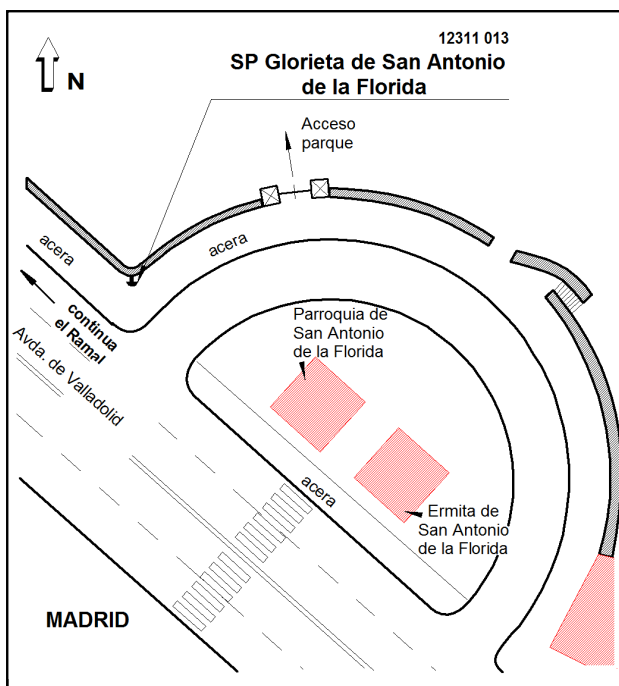 12311 013
SP Glorieta de San Antonio
de la Florida
N
Acceso
parque
acera
acera
continua
el Ramal
Avda. de Valladolid
Parroquia de
San Antonio
de la Florida
acera
Ermita de
San Antonio
de la Florida
MADRID